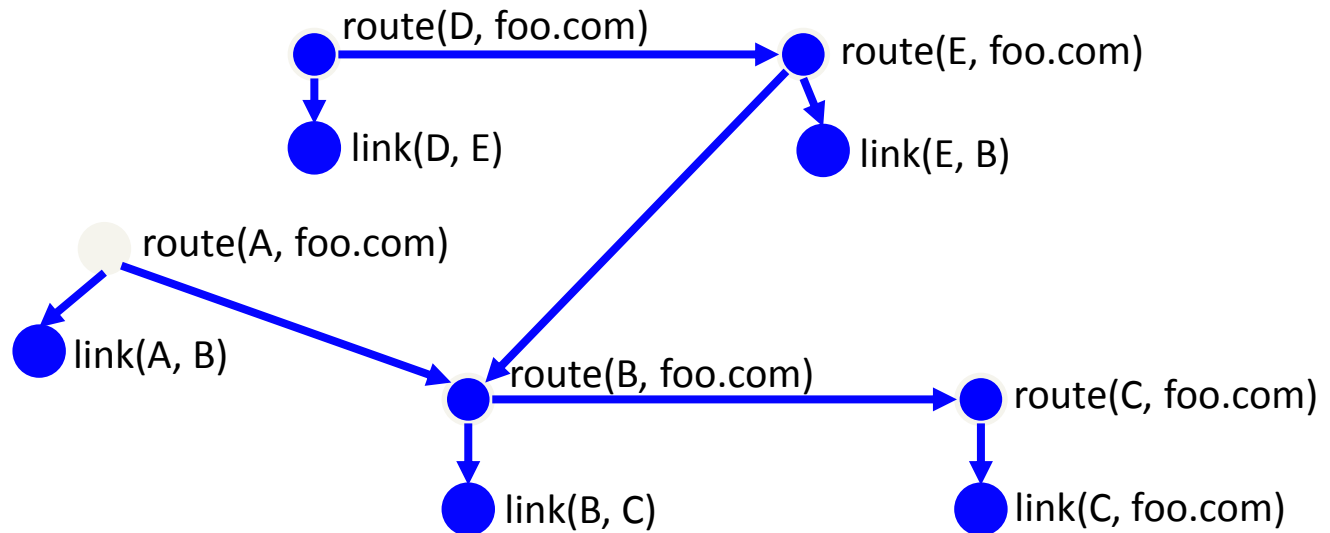 route(D, foo.com)
route(E, foo.com)
link(D, E)
link(E, B)
route(A, foo.com)
link(A, B)
route(B, foo.com)
route(C, foo.com)
link(B, C)
link(C, foo.com)